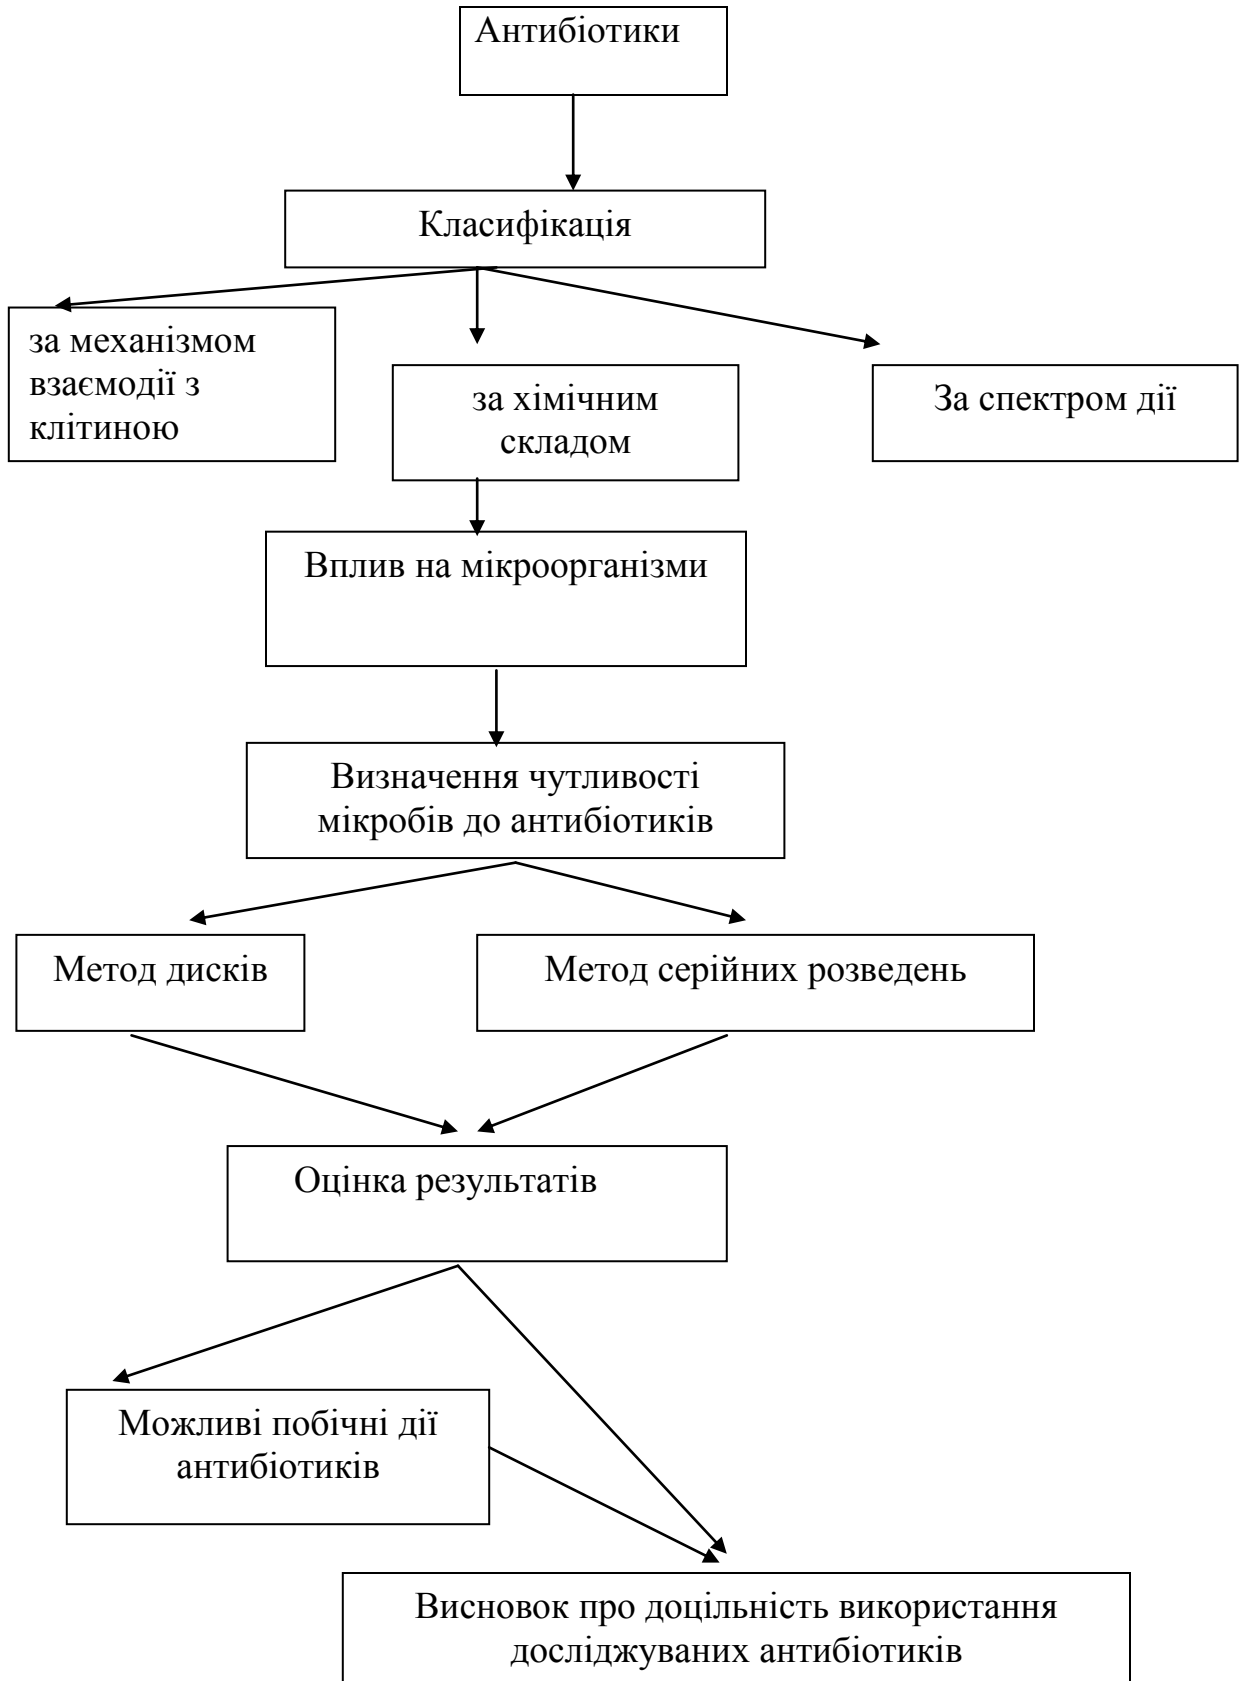 Антибіотики
Класифікація
за механізмом
взаємодії з
клітиною
за хімічним
складом
За спектром дії
Вплив на мікроорганізми
Визначення чутливості
мікробів до антибіотиків
Метод дисків
Метод серійних розведень
Оцінка результатів
Можливі побічні дії
антибіотиків
Висновок про доцільність використання
досліджуваних антибіотиків